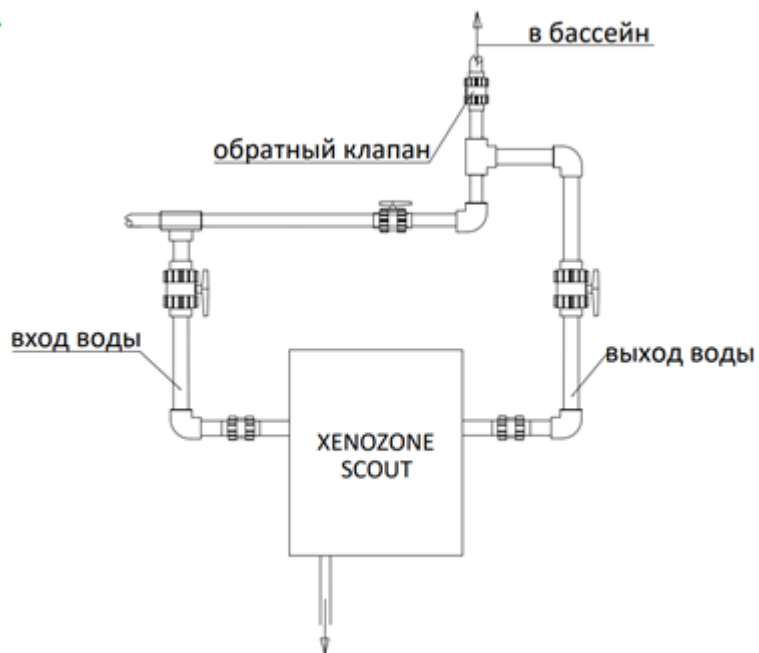 в бассейн
обратный клапан
вход воды
выход воды
XENOZONE
SCOUT